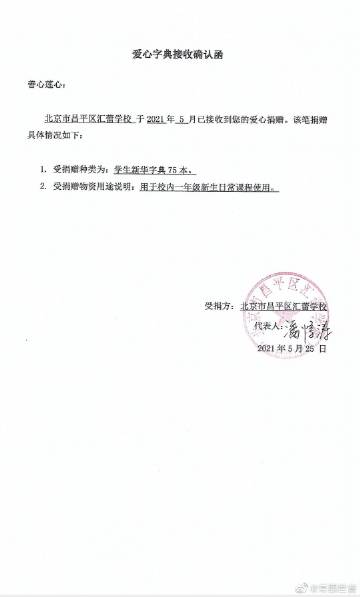 爱心字典接收确认函
善心莲心：
北京市昌平区汇蕾学校 于 2021 年 5 月已接收到您的爱心捐赠。该笔捐赠
具体情况如下：
1. 受捐赠种类为：学生新华字典 75 本。
2. 受捐赠物资用途说明：用于校内一年级新生日常课程使用。
受捐方：北京市昌平区汇蕾学校
代表人：
2021 年 5 月 25 日